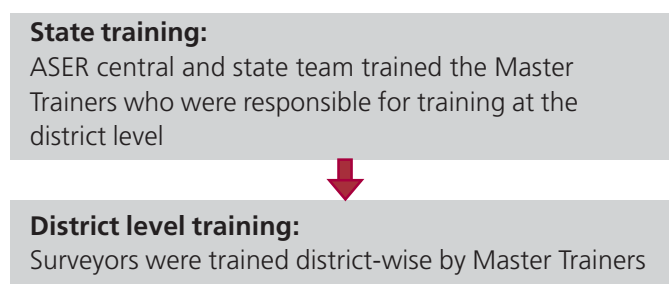 State training:
ASER central and state team trained the Master
Trainers who were responsible for training at the
district level
District level training:
Surveyors were trained district-wise by Master Trainers